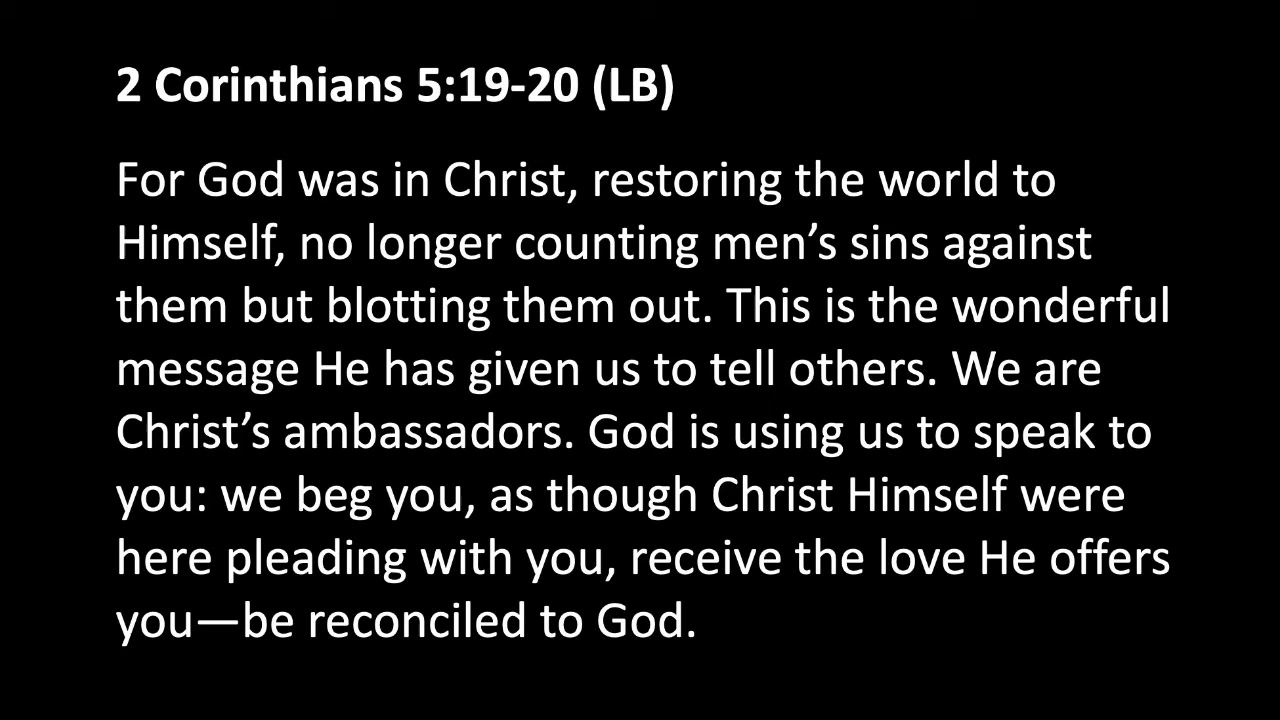 2 Corinthians 5:19-20 (LB)
For God was in Christ, restoring the world to
Himself, no longer counting men’s sins against
them but blotting them out. This is the wonderful
message He has given us to tell others. We are
Christ’s ambassadors. God is using us to speak to
you: we beg you, as though Christ Himself were
here pleading with you, receive the love He offers
you—be reconciled to God.